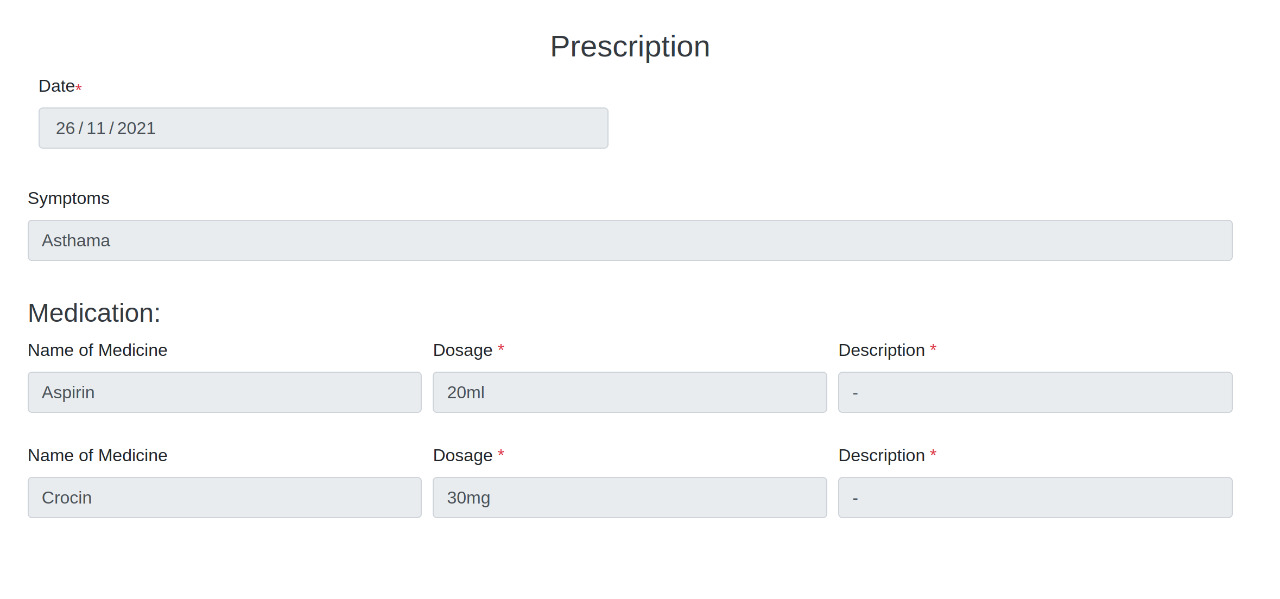 Prescription
Date*
26/11/2021
Symptoms
Asthama
Medication:
Name of Medicine Dosage * Description *
Aspirin 20ml -
Name of Medicine Dosage * Description *
Crocin 30mg -